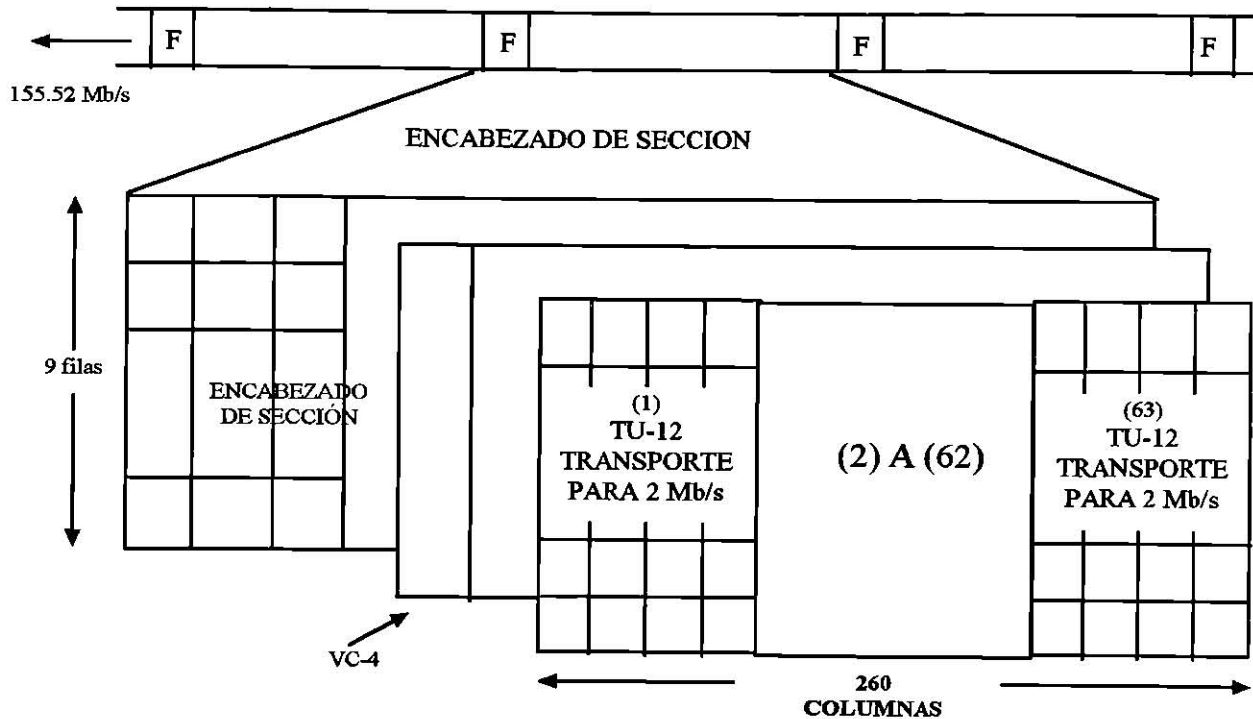 F F F F
155.52 Mb/s
ENCABEZADO DE SECCION
9 filas
ENCABEZADO
DE SECCIÓN
(1)
TU-12
TRANSPORTE
PARA 2 Mb/s
(2) A (62)
(63)
TU-12
TRANSPORTE
PARA 2 Mb/s
VC-4
260
COLUMNAS